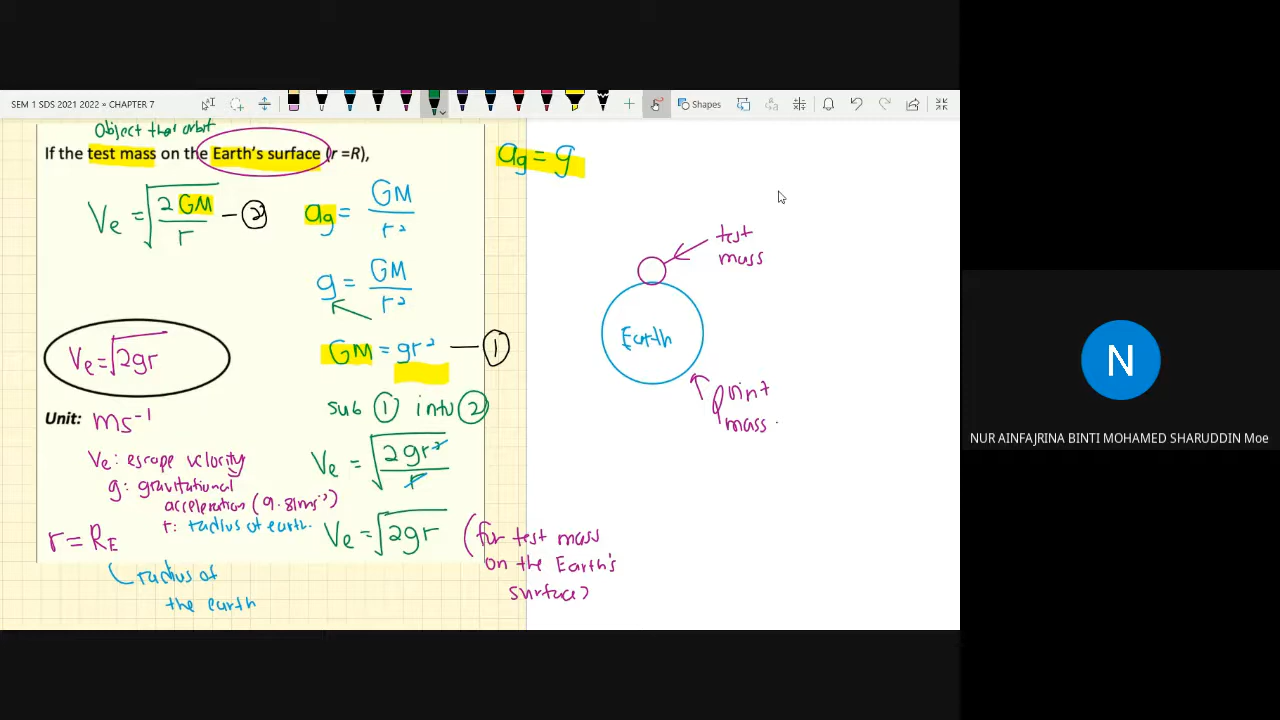 SEM 1 SDS 2021 2022 » CHAPTER 7
Shapes
Object that orbit
If the test mass on the Earth's surface (r =R),
ag = g
Ve = √2GM/r — ②
ag = GM/r²
g = GM/r²
GM = gr² — ①
Ve = √2gr
Unit: ms⁻¹
sub ① into ②
Ve = √2gr²/r
Ve = √2gr (for test mass
on the Earth's
surface)
Ve: escape velocity
g: gravitational
acceleration (9.81ms⁻²)
r: radius of earth.
r = RE
radius of
the earth
test
mass
Earth
point
mass
N
NUR AINFAJRINA BINTI MOHAMED SHARUDDIN Moe